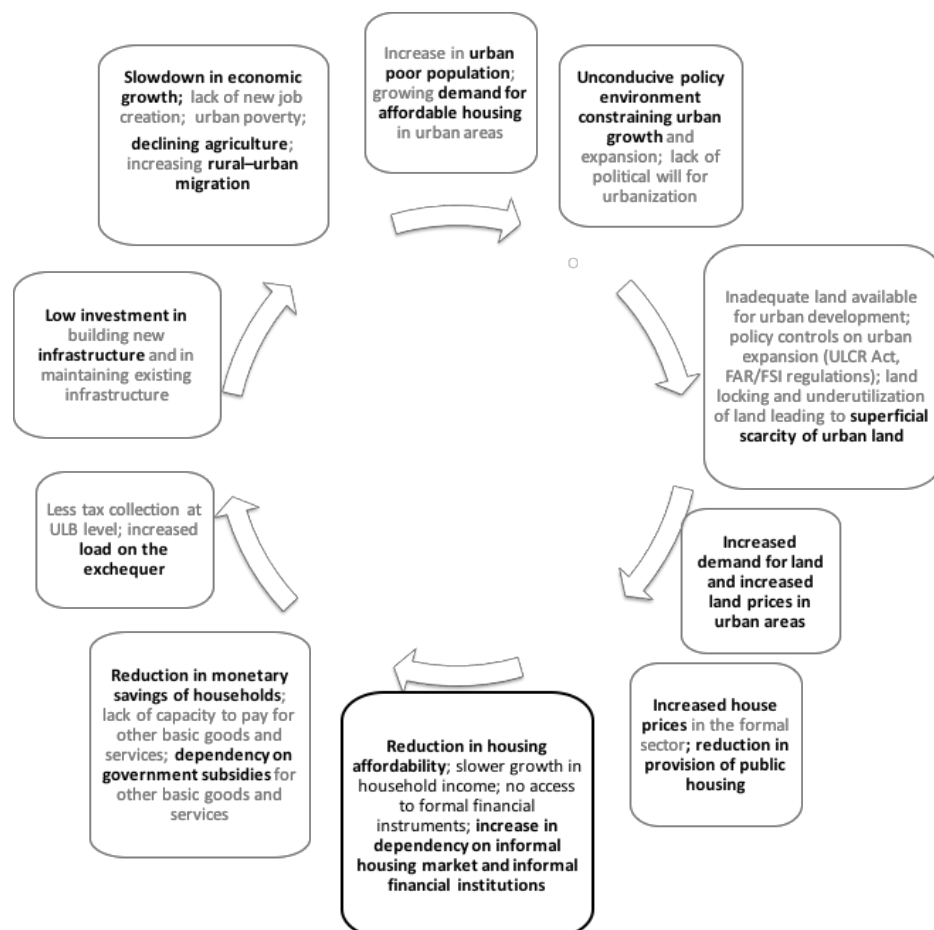 Slowdown in economic
growth; lack of new job
creation; urban poverty;
declining agriculture;
increasing rural–urban
migration
Increase in urban
poor population;
growing demand for
affordable housing
in urban areas
Unconducive policy
environment
constraining urban
growth and
expansion; lack of
political will for
urbanization
Inadequate land available
for urban development;
policy controls on urban
expansion (ULCR Act,
FAR/FSI regulations); land
locking and underutilization
of land leading to superficial
scarcity of urban land
Increased
demand for land
and increased
land prices in
urban areas
Increased house
prices in the formal
sector; reduction in
provision of public
housing
Reduction in housing
affordability; slower growth in
household income; no access
to formal financial
instruments; increase in
dependency on informal
housing market and informal
financial institutions
Reduction in monetary
savings of households;
lack of capacity to pay for
other basic goods and
services; dependency on
government subsidies for
other basic goods and
services
Less tax collection at
ULB level; increased
load on the
exchequer
Low investment in
building new
infrastructure and in
maintaining existing
infrastructure